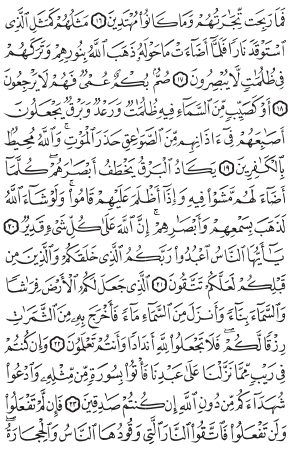 فَمَا رَبِحَت تِّجَٰرَتُهُمْ وَمَا كَانُوا۟ مُهْتَدِينَ ١٦ مَثَلُهُمْ كَمَثَلِ ٱلَّذِى
ٱسْتَوْقَدَ نَارًا فَلَمَّآ أَضَآءَتْ مَا حَوْلَهُۥ ذَهَبَ ٱللَّهُ بِنُورِهِمْ وَتَرَكَهُمْ
فِى ظُلُمَٰتٍ لَّا يُبْصِرُونَ ١٧ صُمٌّۢ بُكْمٌ عُمْىٌ فَهُمْ لَا يَرْجِعُونَ
١٨ أَوْ كَصَيِّبٍ مِّنَ ٱلسَّمَآءِ فِيهِ ظُلُمَٰتٌ وَرَعْدٌ وَبَرْقٌ يَجْعَلُونَ
أَصَٰبِعَهُمْ فِىٓ ءَاذَانِهِم مِّنَ ٱلصَّوَٰعِقِ حَذَرَ ٱلْمَوْتِ ۚ وَٱللَّهُ مُحِيطٌۢ
بِٱلْكَٰفِرِينَ ١٩ يَكَادُ ٱلْبَرْقُ يَخْطَفُ أَبْصَٰرَهُمْ ۖ كُلَّمَآ
أَضَآءَ لَهُم مَّشَوْا۟ فِيهِ وَإِذَآ أَظْلَمَ عَلَيْهِمْ قَامُوا۟ ۚ وَلَوْ شَآءَ ٱللَّهُ
لَذَهَبَ بِسَمْعِهِمْ وَأَبْصَٰرِهِمْ ۚ إِنَّ ٱللَّهَ عَلَىٰ كُلِّ شَىْءٍ قَدِيرٌ ٢٠
يَٰٓأَيُّهَا ٱلنَّاسُ ٱعْبُدُوا۟ رَبَّكُمُ ٱلَّذِى خَلَقَكُمْ وَٱلَّذِينَ مِن
قَبْلِكُمْ لَعَلَّكُمْ تَتَّقُونَ ٢١ ٱلَّذِى جَعَلَ لَكُمُ ٱلْأَرْضَ فِرَٰشًا
وَٱلسَّمَآءَ بِنَآءً وَأَنزَلَ مِنَ ٱلسَّمَآءِ مَآءً فَأَخْرَجَ بِهِۦ مِنَ ٱلثَّمَرَٰتِ
رِزْقًا لَّكُمْ ۖ فَلَا تَجْعَلُوا۟ لِلَّهِ أَندَادًا وَأَنتُمْ تَعْلَمُونَ ٢٢ وَإِن كُنتُمْ
فِى رَيْبٍ مِّمَّا نَزَّلْنَا عَلَىٰ عَبْدِنَا فَأْتُوا۟ بِسُورَةٍ مِّن مِّثْلِهِۦ وَٱدْعُوا۟
شُهَدَآءَكُم مِّن دُونِ ٱللَّهِ إِن كُنتُمْ صَٰدِقِينَ ٢٣ فَإِن لَّمْ تَفْعَلُوا۟
وَلَن تَفْعَلُوا۟ فَٱتَّقُوا۟ ٱلنَّارَ ٱلَّتِى وَقُودُهَا ٱلنَّاسُ وَٱلْحِجَارَةُ ۖ